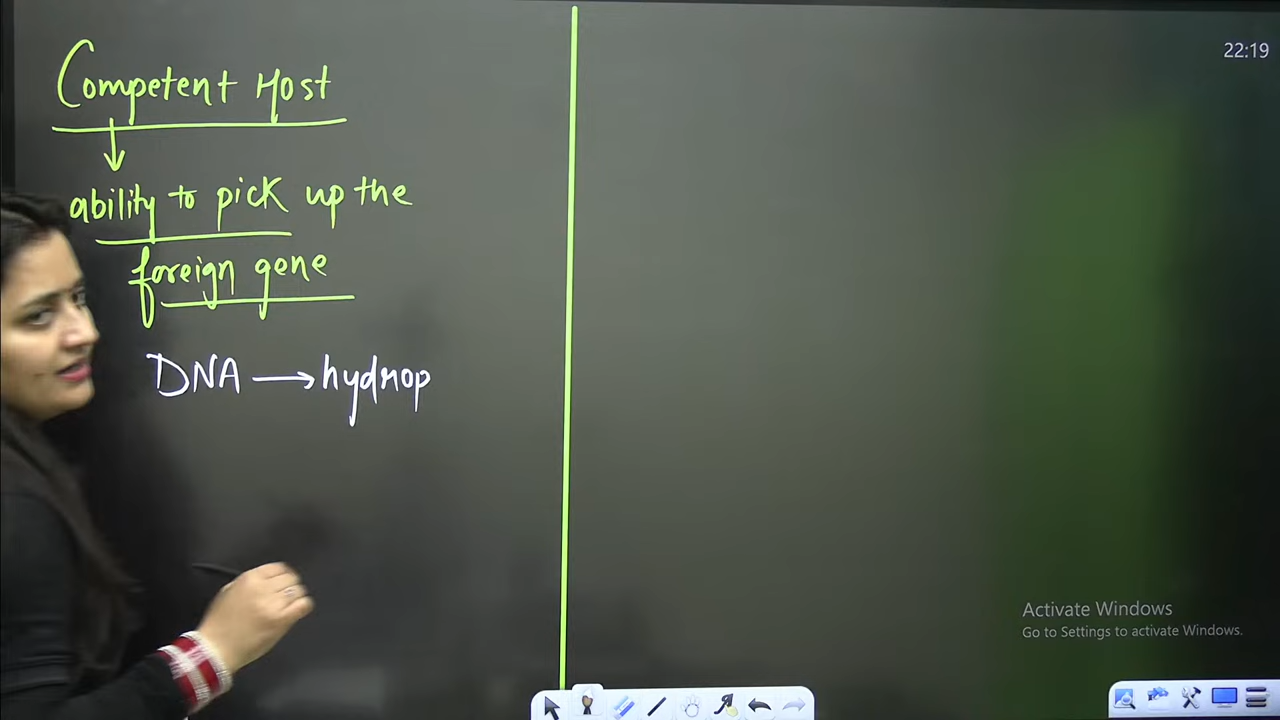 Competent Host
ability to pick up the
foreign gene
DNA → hydrop
22:19
Activate Windows
Go to Settings to activate Windows.